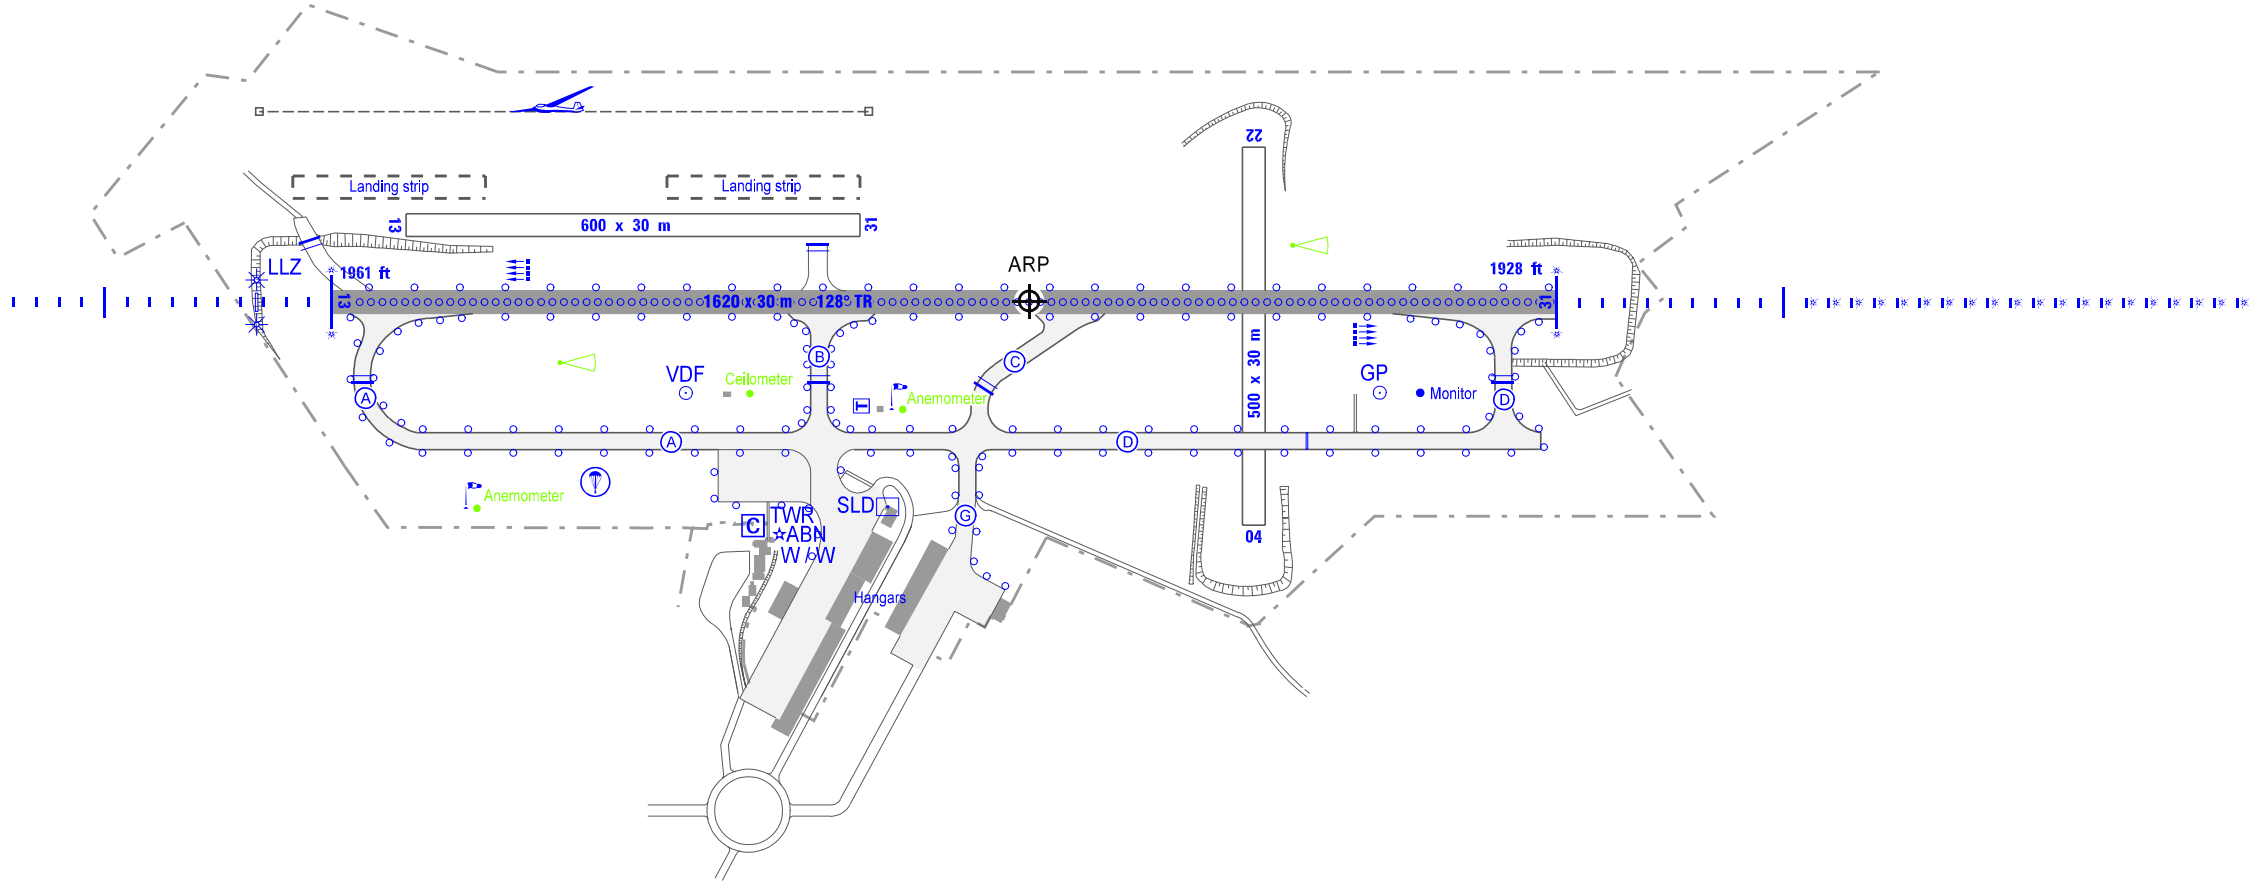 22
Landing strip
Landing strip
13
600 x 30 m
31
LLZ
1961 ft
ARP
1928 ft
13
1620 x 30 m
128° TR
31
500 x 30 m
B
C
VDF
Ceilometer
GP
Monitor
A
T
Anemometer
D
A
D
Anemometer
SLD
G
C
TWR
ABN
W / W
04
Hangars